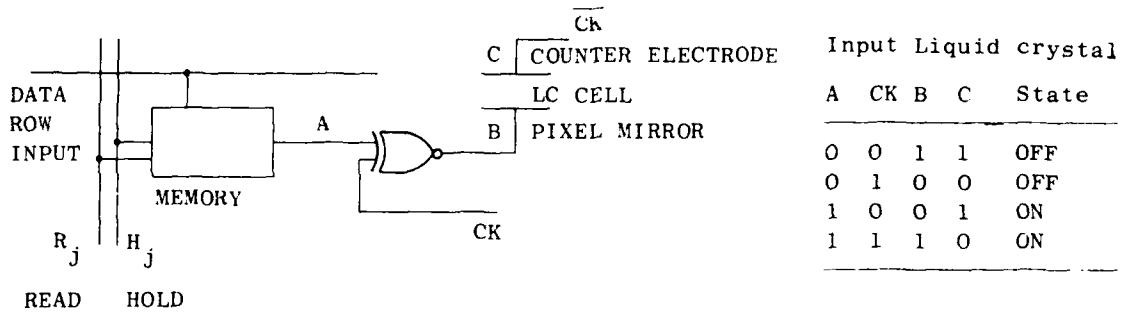 C̅K̅
C COUNTER ELECTRODE
LC CELL
B PIXEL MIRROR
DATA
ROW
INPUT
A
MEMORY
CK
Rj Hj
READ HOLD
Input Liquid crystal
A CK B C State
0 0 1 1 OFF
0 1 0 0 OFF
1 0 0 1 ON
1 1 1 0 ON